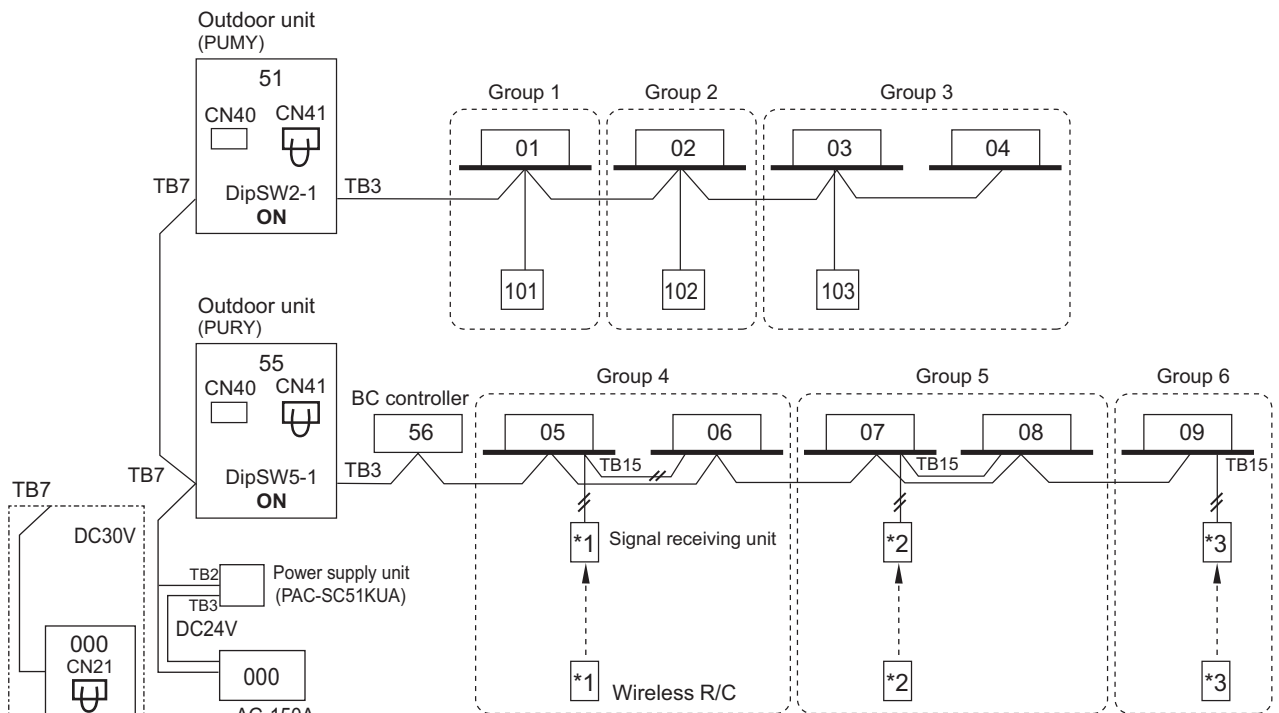 Outdoor unit
(PUMY)
51
CN40 CN41
TB7 DipSW2-1 TB3
ON
Group 1 Group 2 Group 3
01 02 03 04
101 102 103
Outdoor unit
(PURY)
55
CN40 CN41
BC controller
56
TB7 DipSW5-1 TB3
ON
Group 4 Group 5 Group 6
05 06 07 08 09
TB15 TB15 TB15
*1 Signal receiving unit *2 *3
*1 Wireless R/C *2 *3
TB7
DC30V
TB2 Power supply unit
TB3 (PAC-SC51KUA)
DC24V
000
CN21
000
AG-150A